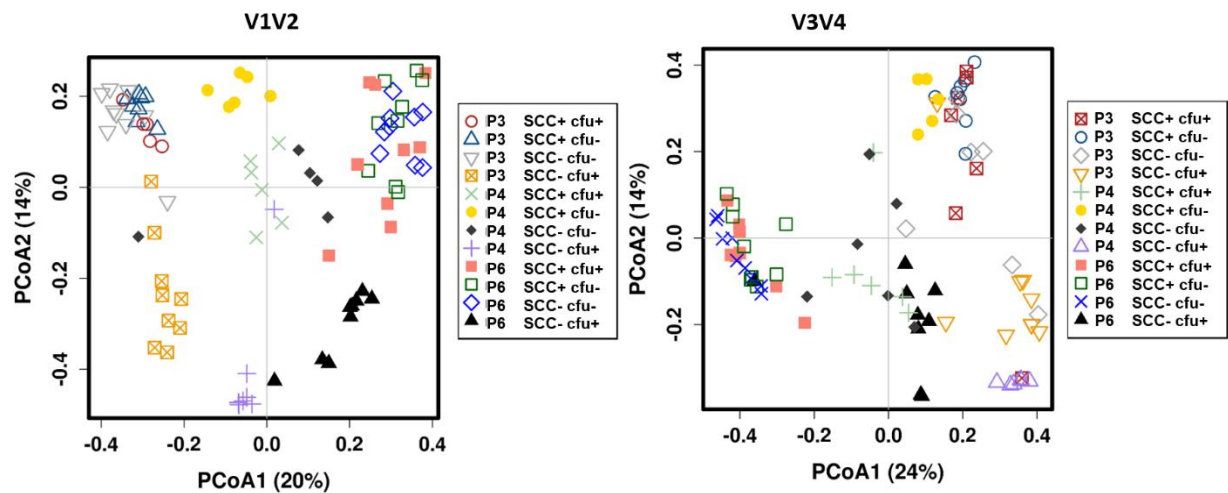 V1V2
V3V4
0.2
0.0
-0.2
-0.4
PCoA2 (14%)
-0.4
-0.2
0.0
0.2
0.4
PCoA1 (20%)
P3 SCC+ cfu+
P3 SCC+ cfu-
P3 SCC- cfu-
P3 SCC- cfu+
P4 SCC+ cfu+
P4 SCC+ cfu-
P4 SCC- cfu-
P4 SCC- cfu+
P6 SCC+ cfu+
P6 SCC+ cfu-
P6 SCC- cfu-
P6 SCC- cfu+
0.4
0.2
0.0
-0.2
PCoA2 (14%)
-0.4
-0.2
0.0
0.2
0.4
PCoA1 (24%)
P3 SCC+ cfu+
P3 SCC+ cfu-
P3 SCC- cfu-
P3 SCC- cfu+
P4 SCC+ cfu+
P4 SCC+ cfu-
P4 SCC- cfu-
P4 SCC- cfu+
P6 SCC+ cfu+
P6 SCC+ cfu-
P6 SCC- cfu-
P6 SCC- cfu+